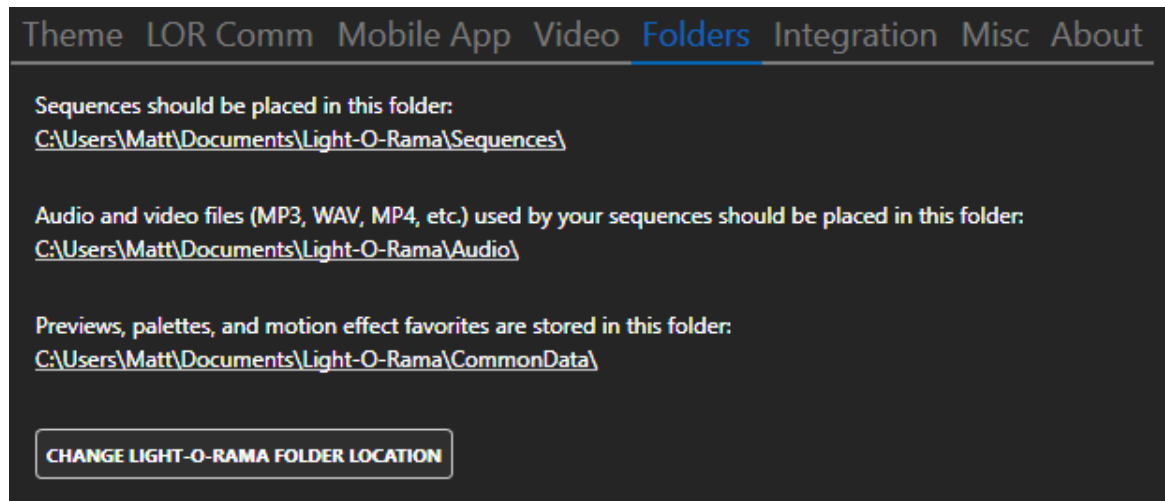 Theme LOR Comm Mobile App Video Folders Integration Misc About
Sequences should be placed in this folder:
C:\Users\Matt\Documents\Light-O-Rama\Sequences\
Audio and video files (MP3, WAV, MP4, etc.) used by your sequences should be placed in this folder:
C:\Users\Matt\Documents\Light-O-Rama\Audio\
Previews, palettes, and motion effect favorites are stored in this folder:
C:\Users\Matt\Documents\Light-O-Rama\CommonData\
CHANGE LIGHT-O-RAMA FOLDER LOCATION